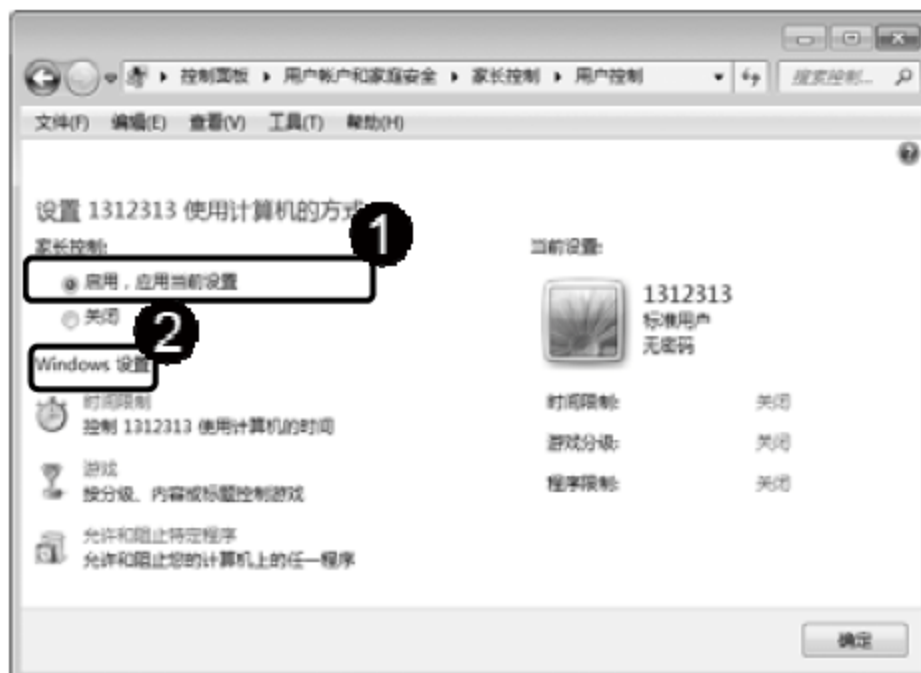 控制面板 用户帐户和家庭安全 家长控制 用户控制 搜索控制...
文件(F) 编辑(E) 查看(V) 工具(T) 帮助(H)
设置 1312313 使用计算机的方式
1
家长控制:
启用，应用当前设置
关闭
2
Windows 设置
时间限制
控制 1312313 使用计算机的时间
游戏
按分级、内容或标题控制游戏
允许和阻止特定程序
允许和阻止您的计算机上的任一程序
当前设置:
1312313
标准用户
无密码
时间限制: 关闭
游戏分级: 关闭
程序限制: 关闭
确定